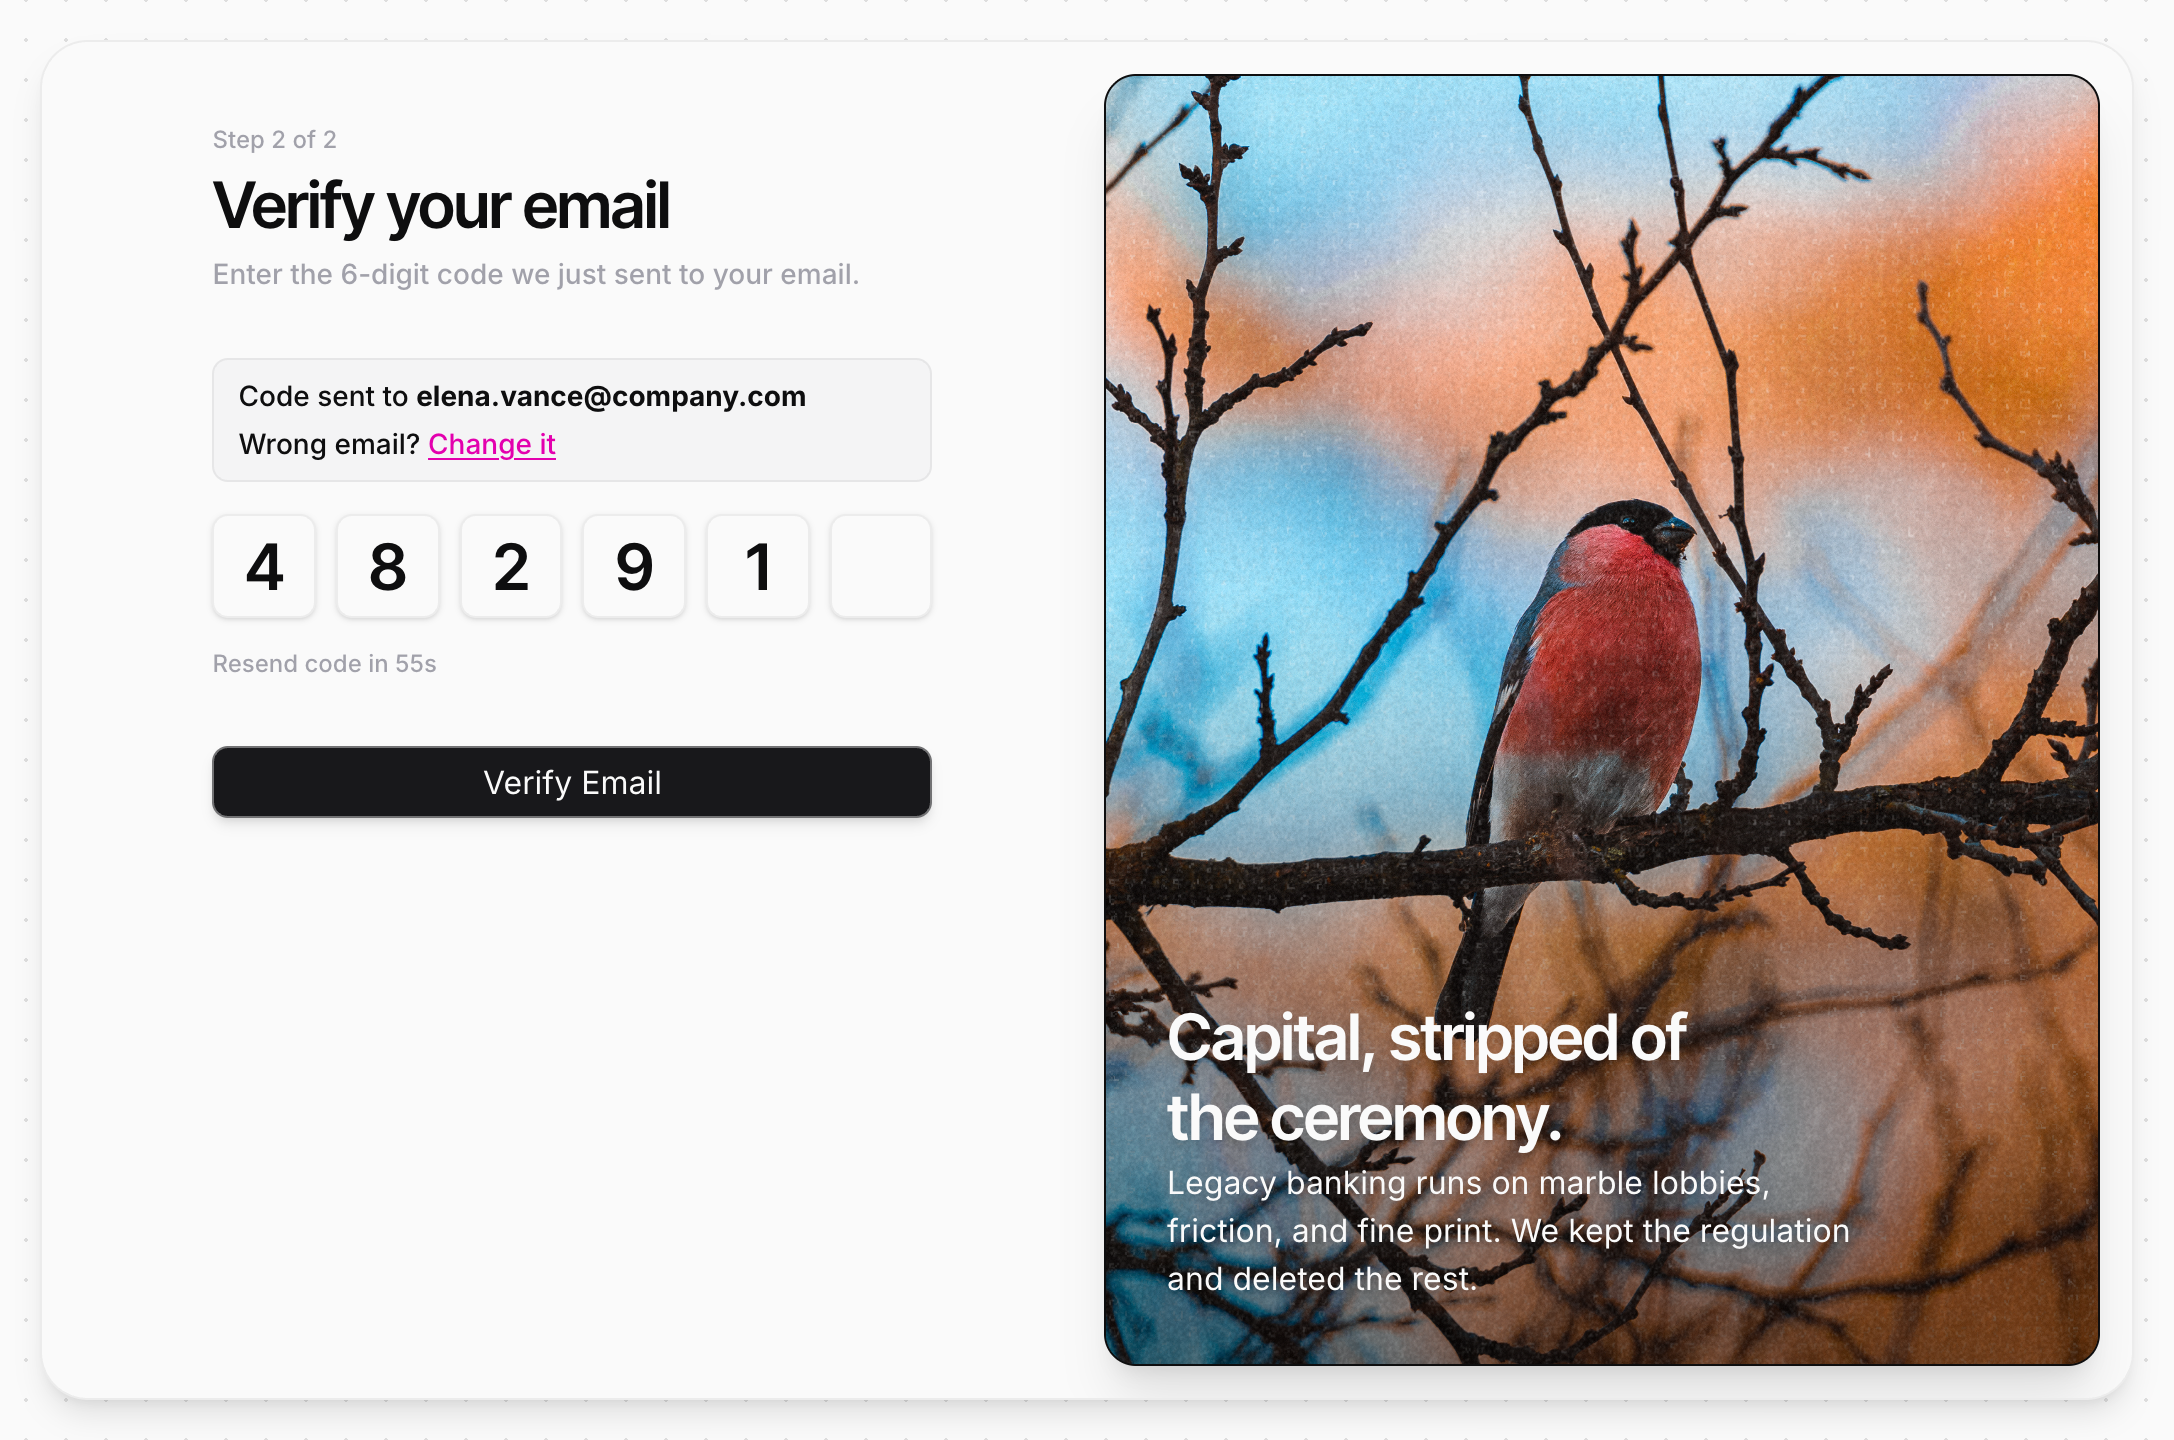 Step 2 of 2
Verify your email
Enter the 6-digit code we just sent to your email.
Code sent to elena.vance@company.com
Wrong email? Change it
4 8 2 9 1
Resend code in 55s
Verify Email
Capital, stripped of
the ceremony.
Legacy banking runs on marble lobbies,
friction, and fine print. We kept the regulation
and deleted the rest.